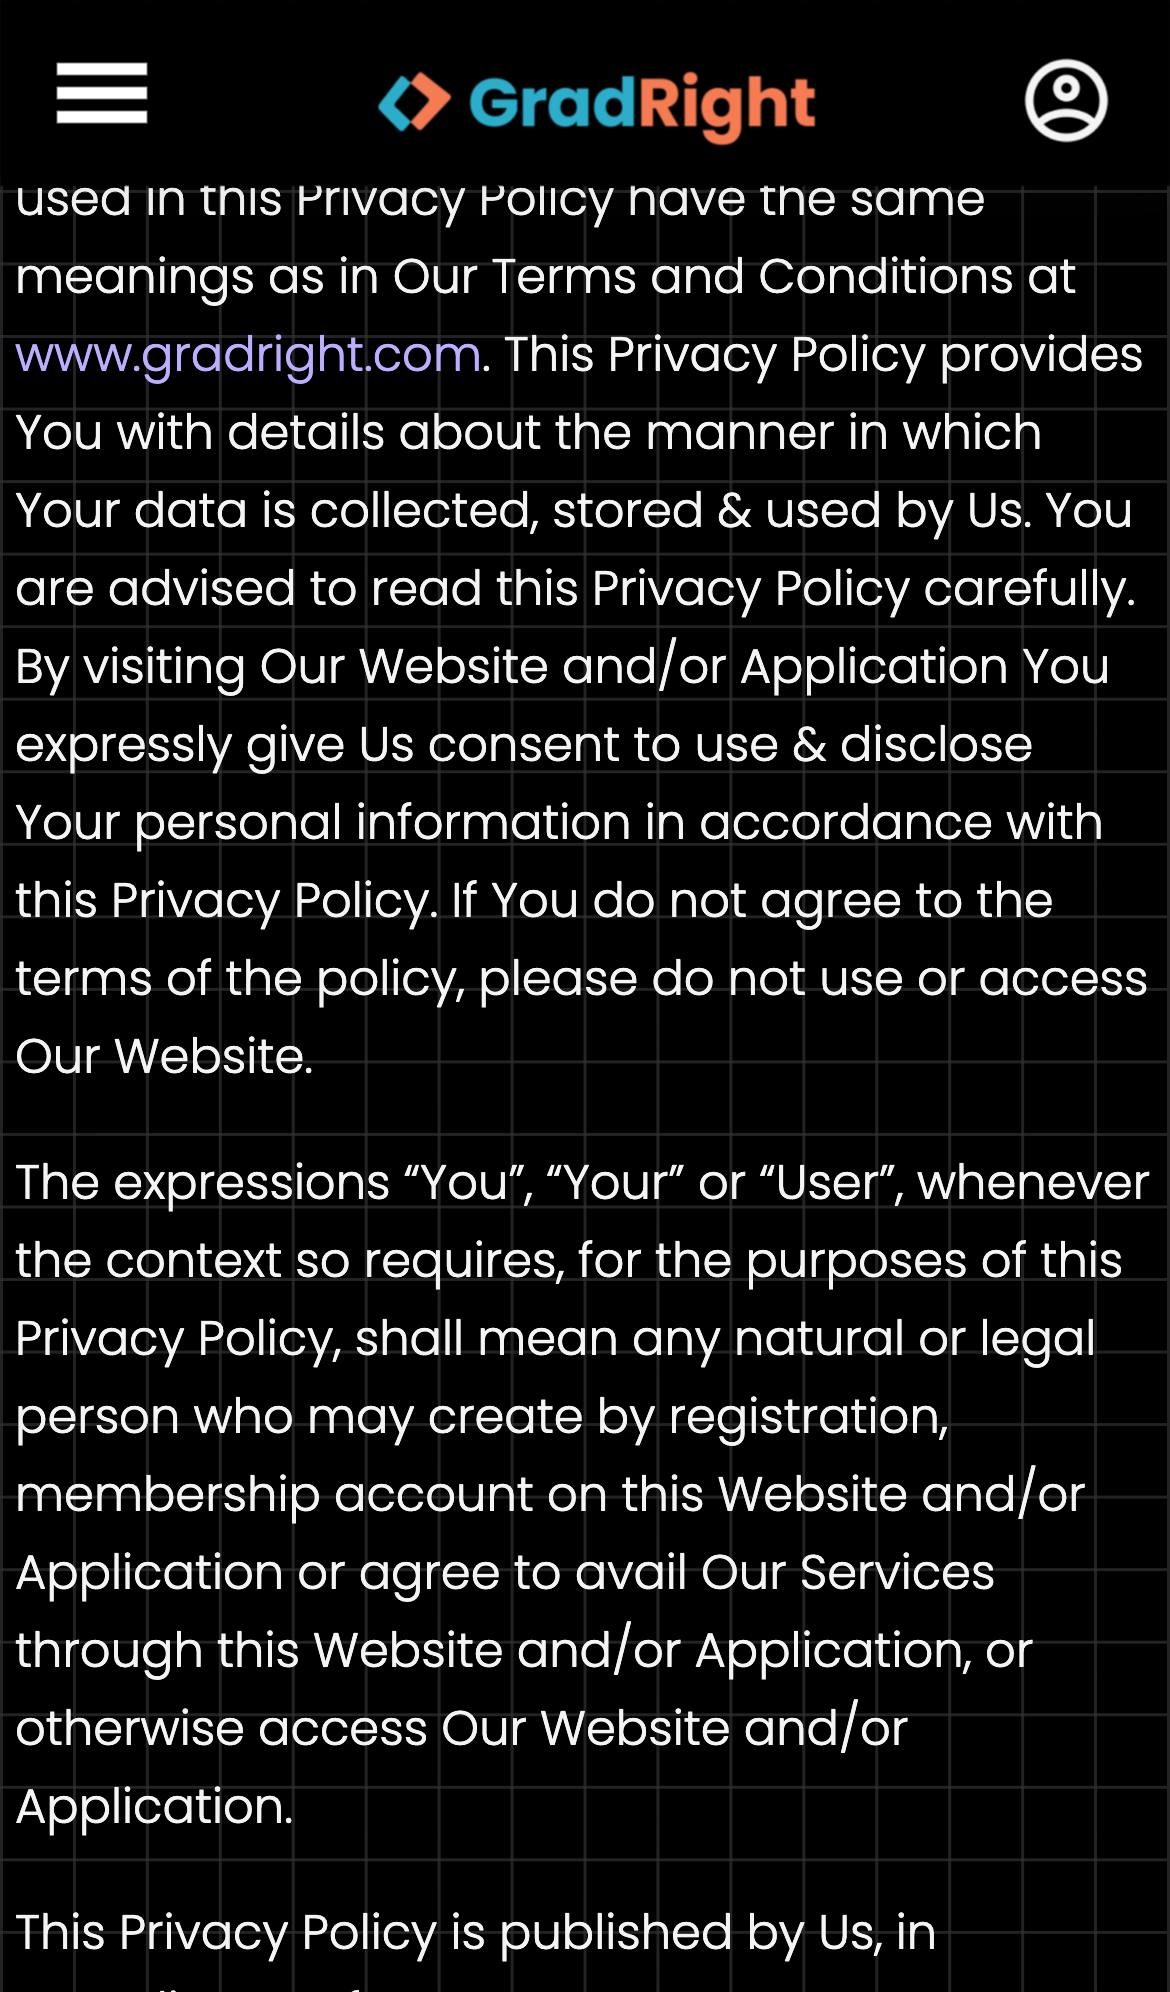 GradRight
used in this Privacy Policy have the same
meanings as in Our Terms and Conditions at
www.gradright.com. This Privacy Policy provides
You with details about the manner in which
Your data is collected, stored & used by Us. You
are advised to read this Privacy Policy carefully.
By visiting Our Website and/or Application You
expressly give Us consent to use & disclose
Your personal information in accordance with
this Privacy Policy. If You do not agree to the
terms of the policy, please do not use or access
Our Website.
The expressions “You”, “Your” or “User”, whenever
the context so requires, for the purposes of this
Privacy Policy, shall mean any natural or legal
person who may create by registration,
membership account on this Website and/or
Application or agree to avail Our Services
through this Website and/or Application, or
otherwise access Our Website and/or
Application.
This Privacy Policy is published by Us, in